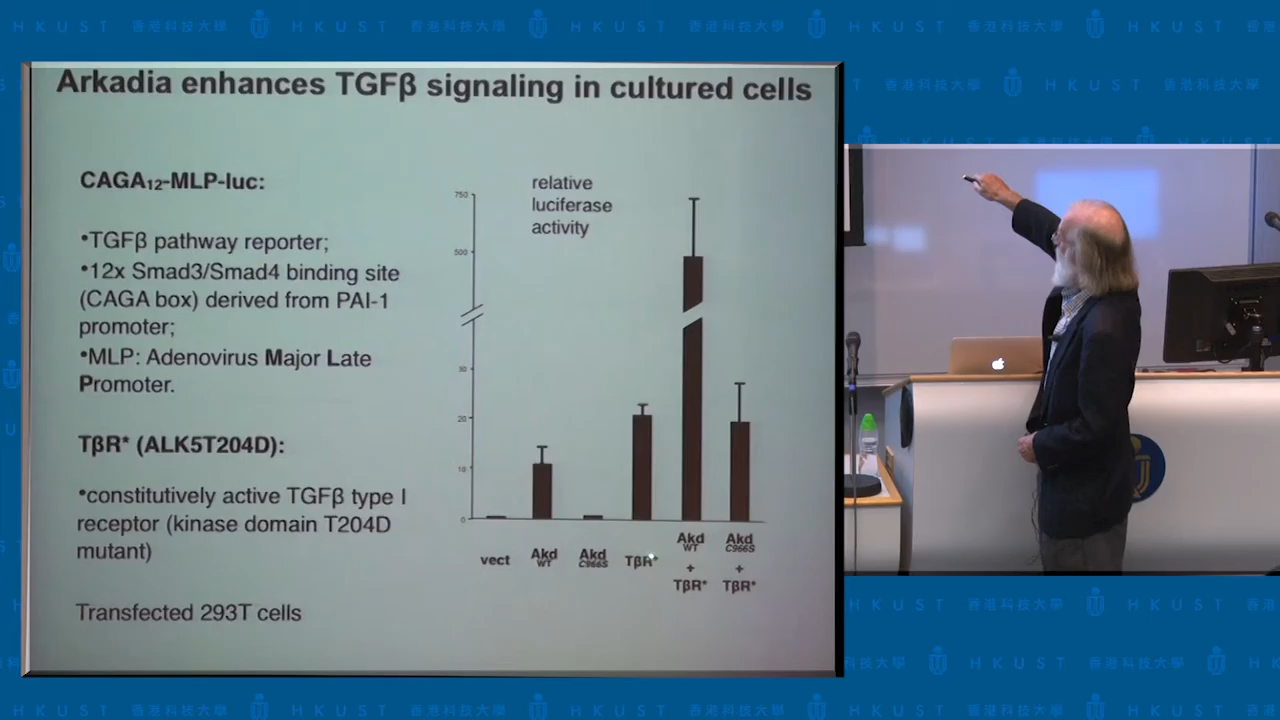 HKUST 香港科技大學
Arkadia enhances TGFβ signaling in cultured cells
CAGA₁₂-MLP-luc:
•TGFβ pathway reporter;
•12x Smad3/Smad4 binding site
(CAGA box) derived from PAI-1
promoter;
•MLP: Adenovirus Major Late
Promoter.
TβR* (ALK5T204D):
•constitutively active TGFβ type I
receptor (kinase domain T204D
mutant)
Transfected 293T cells
relative
luciferase
activity
750
500
30
20
10
0
vect
Akd
WT
Akd
C966S
TβR*
Akd
WT
+
TβR*
Akd
C966S
+
TβR*